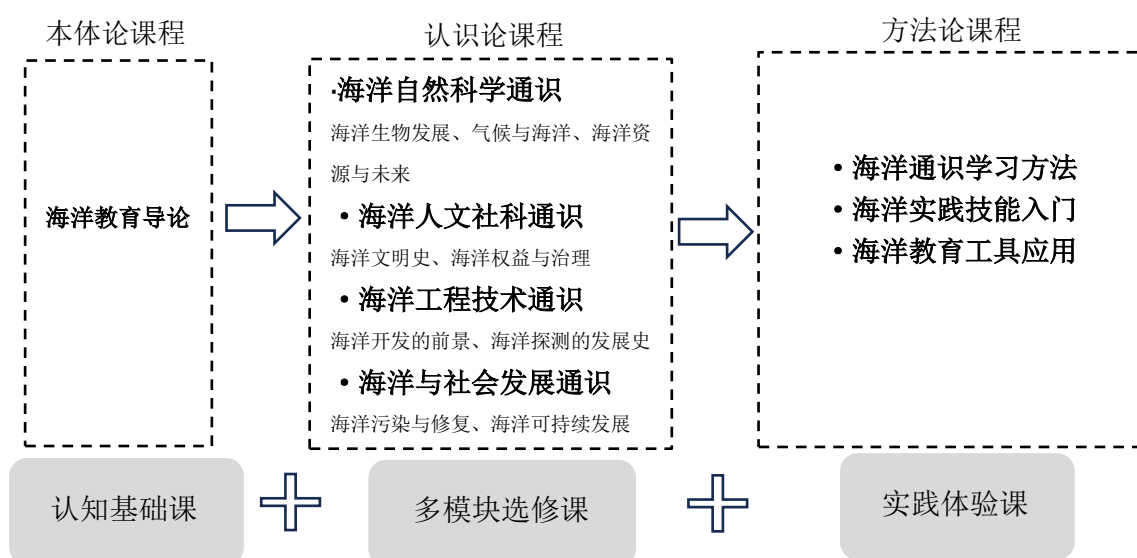 本体论课程
海洋教育导论
认知基础课
认识论课程
·海洋自然科学通识
海洋生物发展、气候与海洋、海洋资
源与未来
•海洋人文社科通识
海洋文明史、海洋权益与治理
•海洋工程技术通识
海洋开发的前景、海洋探测的发展史
•海洋与社会发展通识
海洋污染与修复、海洋可持续发展
多模块选修课
方法论课程
•海洋通识学习方法
•海洋实践技能入门
•海洋教育工具应用
实践体验课